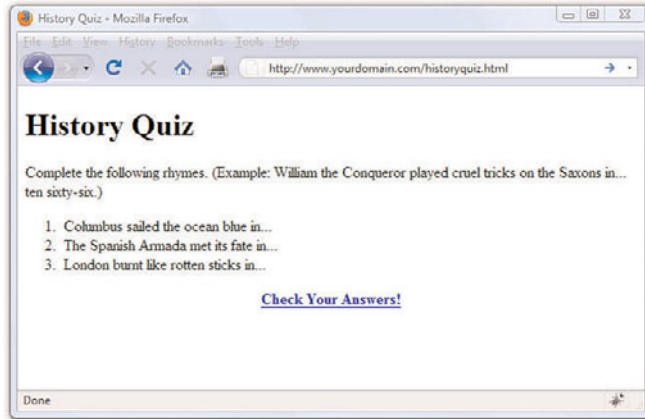 History Quiz - Mozilla Firefox
File Edit View History Bookmarks Tools Help
http://www.yourdomain.com/historyquiz.html
History Quiz
Complete the following rhymes. (Example: William the Conqueror played cruel tricks on the Saxons in...
ten sixty-six.)
1. Columbus sailed the ocean blue in...
2. The Spanish Armada met its fate in...
3. London burnt like rotten sticks in...
Check Your Answers!
Done